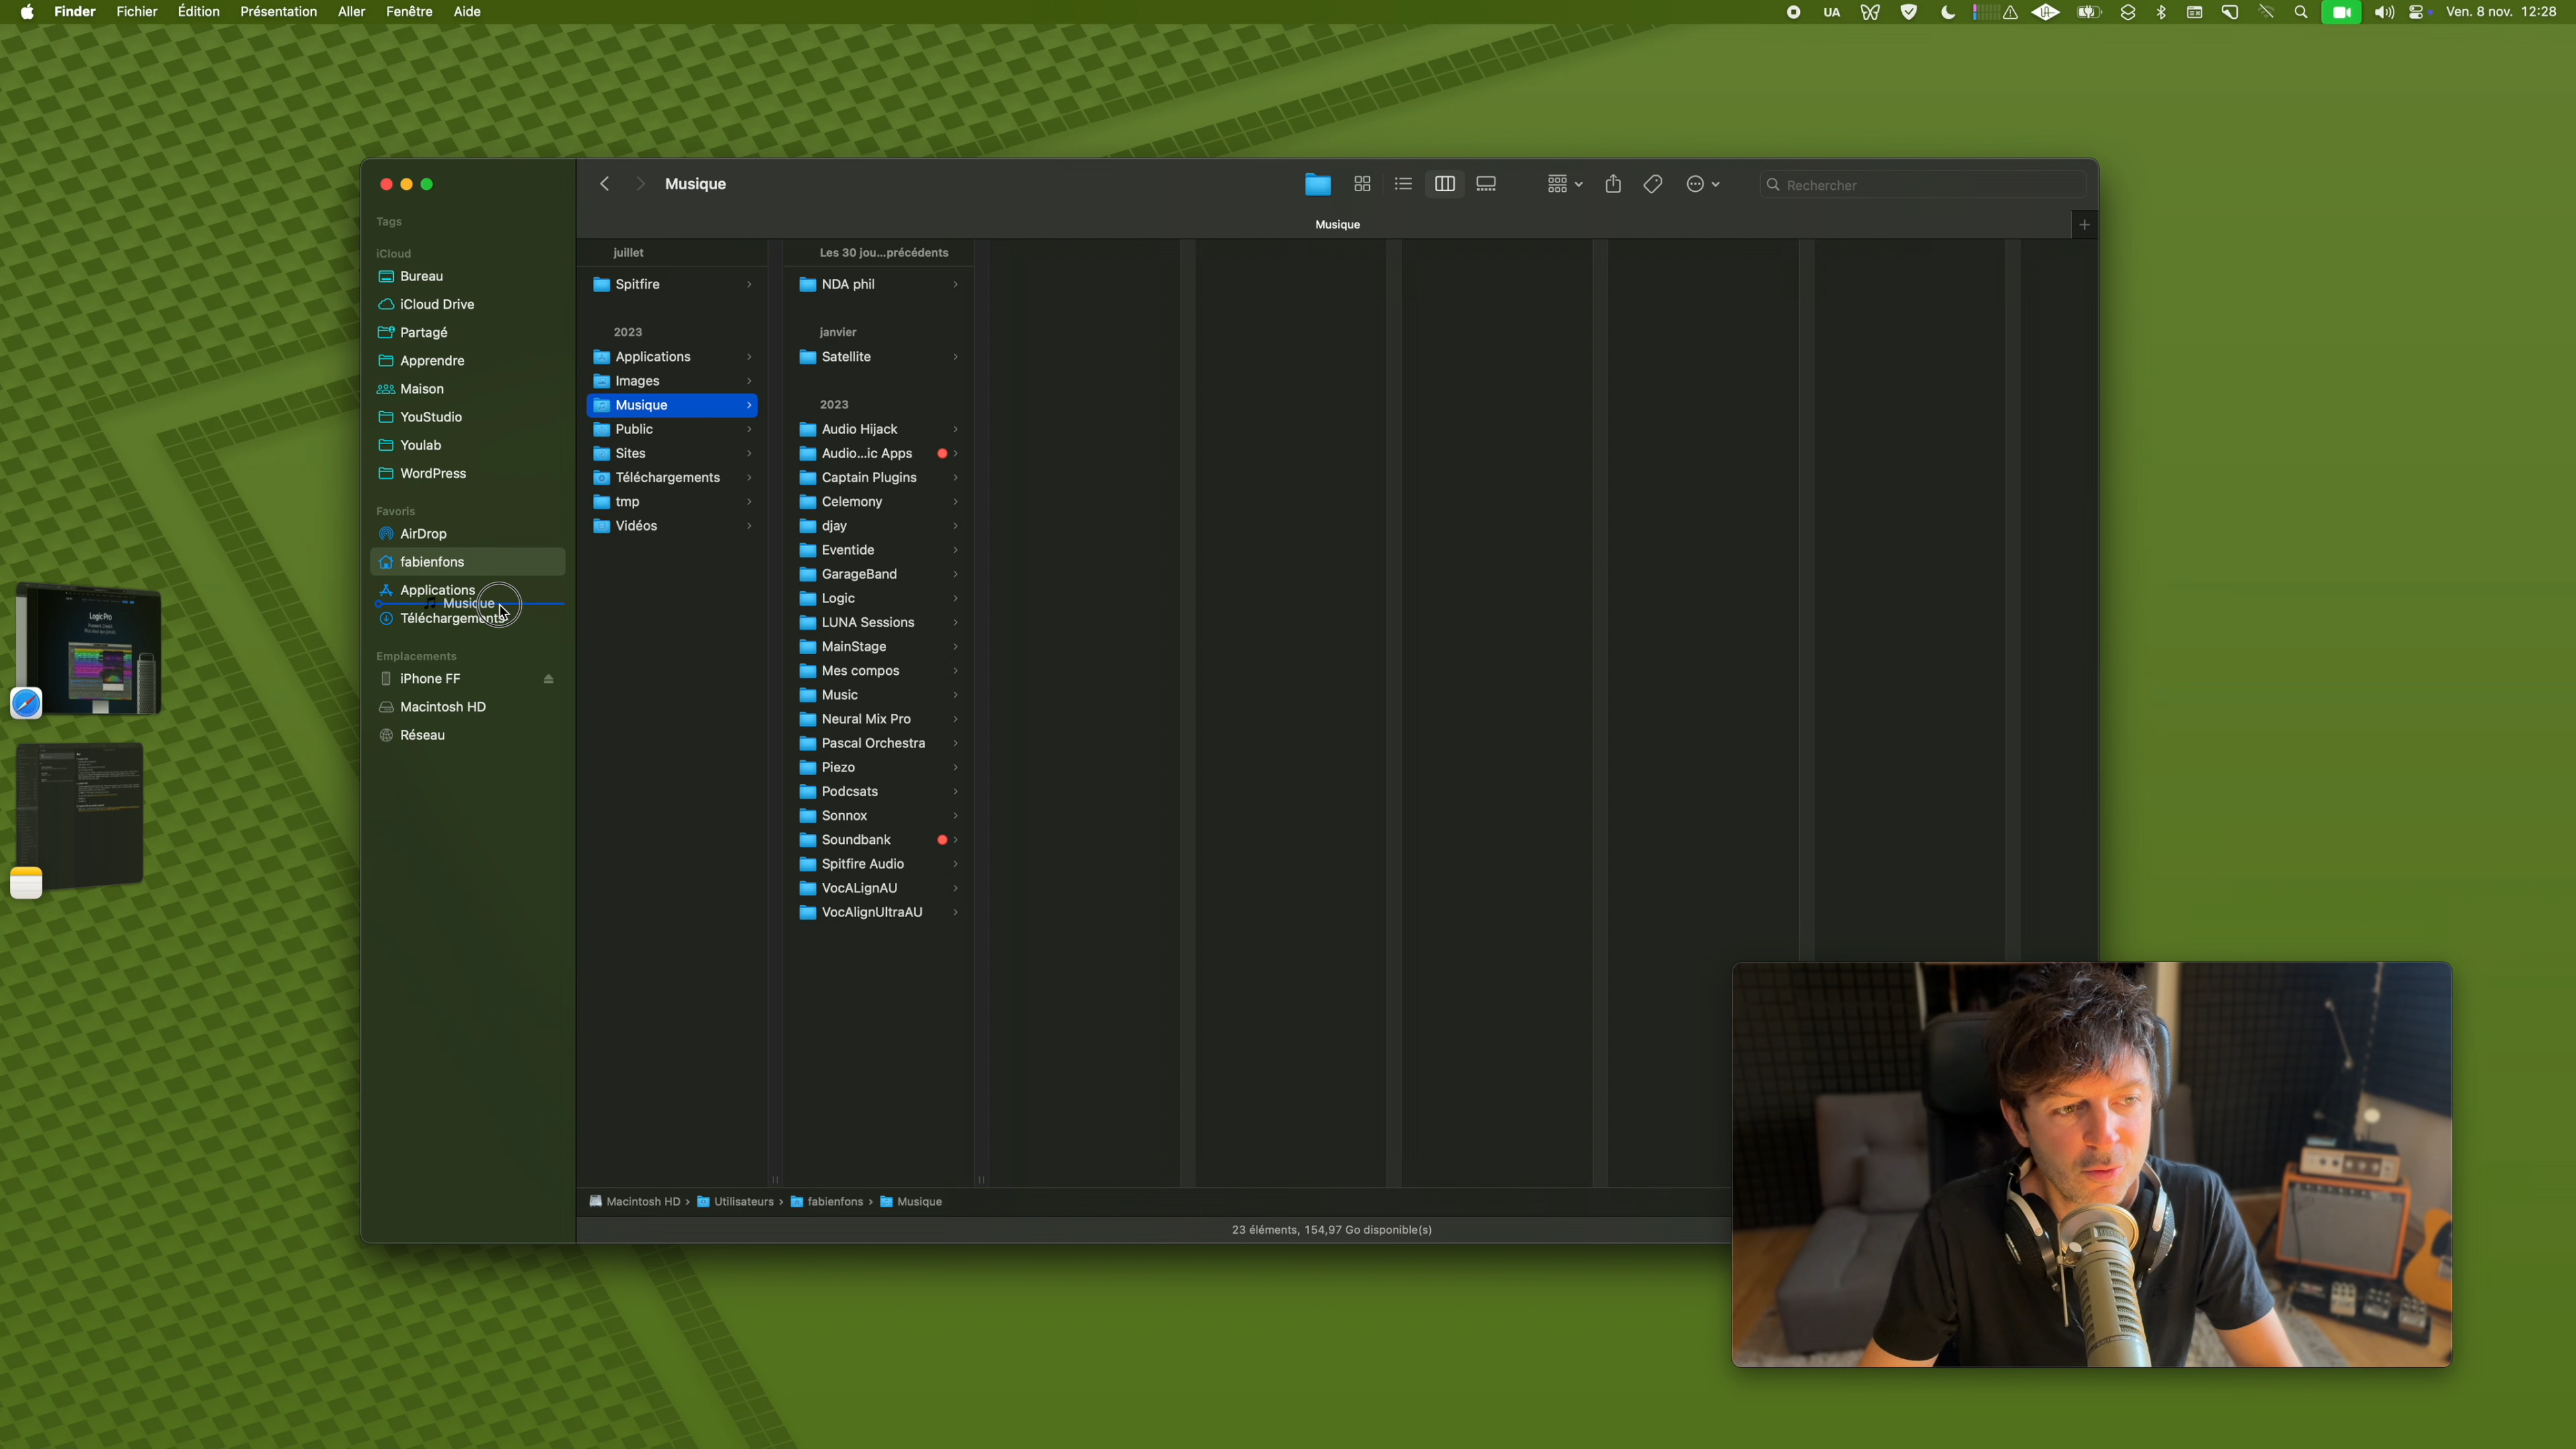 Finder Fichier Édition Présentation Aller Fenêtre Aide
UA Ven. 8 nov. 12:28
Musique
Rechercher
Musique
Tags
iCloud
Bureau
iCloud Drive
Partagé
Apprendre
Maison
YouStudio
Youlab
WordPress
Favoris
AirDrop
fabienfons
Applications
Musique
Téléchargements
Emplacements
iPhone FF
Macintosh HD
Réseau
juillet
Spitfire
2023
Applications
Images
Musique
Public
Sites
Téléchargements
tmp
Vidéos
Les 30 jou...précédents
NDA phil
janvier
Satellite
2023
Audio Hijack
Audio...ic Apps
Captain Plugins
Celemony
djay
Eventide
GarageBand
Logic
LUNA Sessions
MainStage
Mes compos
Music
Neural Mix Pro
Pascal Orchestra
Piezo
Podcsats
Sonnox
Soundbank
Spitfire Audio
VocALignAU
VocAlignUltraAU
Macintosh HD › Utilisateurs › fabienfons › Musique
23 éléments, 154,97 Go disponible(s)
Logic Pro